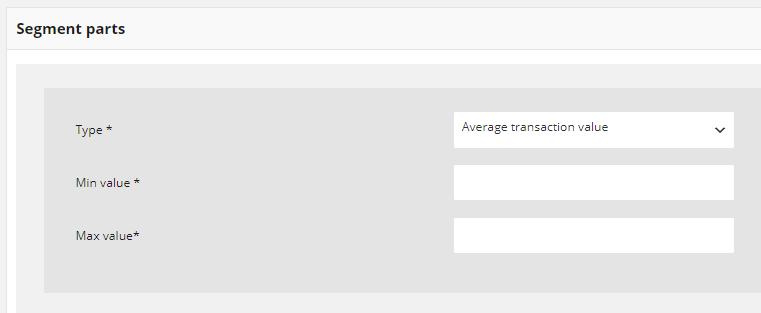 Segment parts
Type * Average transaction value
Min value *
Max value*